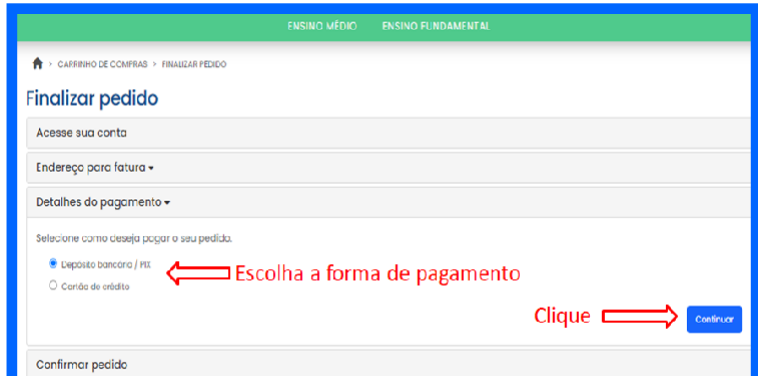 ENSINO MÉDIO ENSINO FUNDAMENTAL
> CARRINHO DE COMPRAS > FINALIZAR PEDIDO
Finalizar pedido
Acesse sua conta
Endereço para fatura
Detalhes do pagamento
Selecione como deseja pagar o seu pedido.
Depósito bancário / PIX
Escolha a forma de pagamento
Cartão de crédito
Clique
Continuar
Confirmar pedido